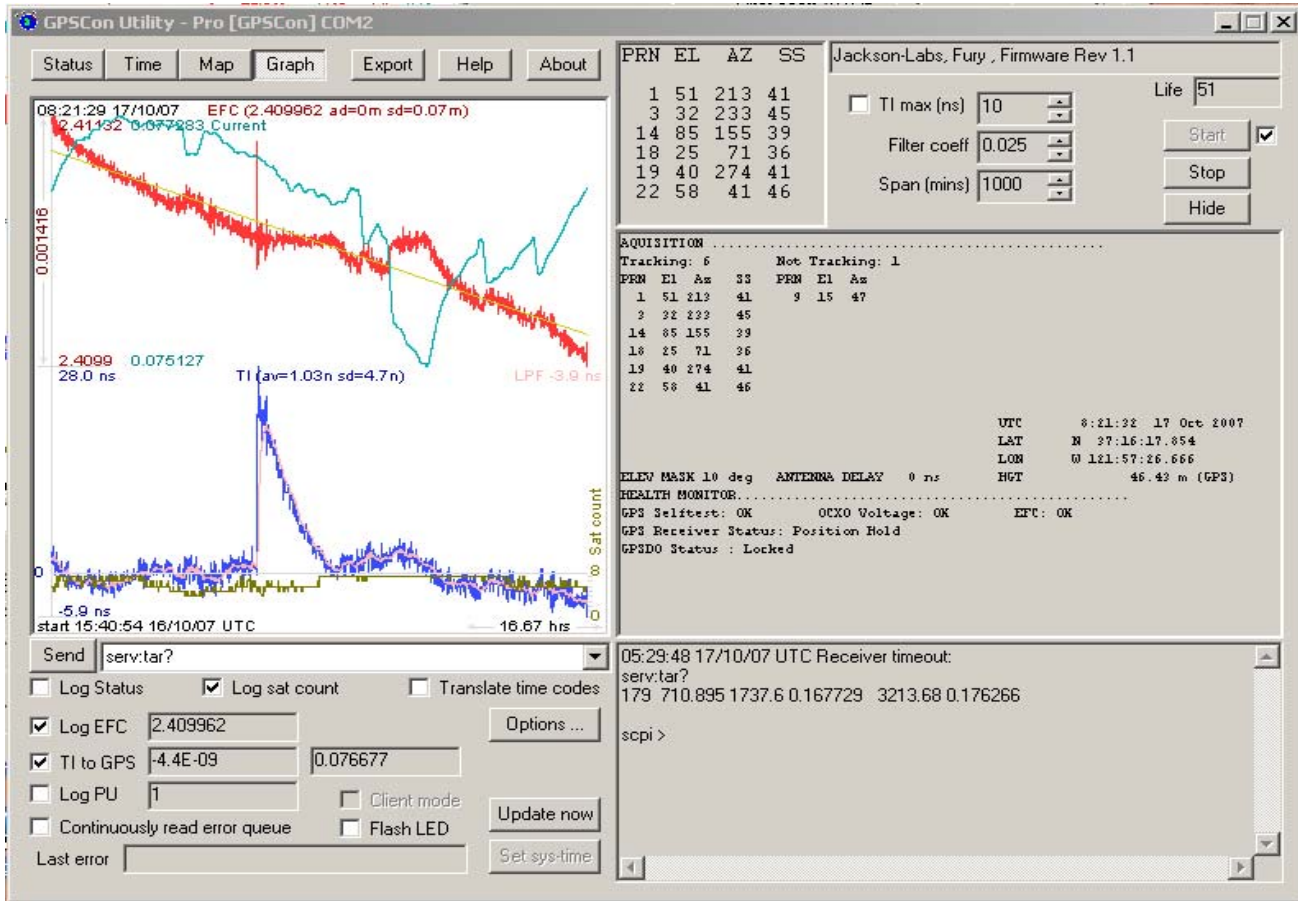 GPSCon Utility - Pro [GPSCon] COM2
Status Time Map Graph Export Help About
08:21:29 17/10/07 EFC (2.409962 ad=0m sd=0.07m)
2.41132 0.077283 Current
0.001416
2.4099 0.075127
28.0 ns TI (av=1.03n sd=4.7n) LPF -3.9 ns
0
Sat count
8
0
-5.9 ns
start 15:40:54 16/10/07 UTC 16.67 hrs
PRN EL AZ SS
1 51 213 41
3 32 233 45
14 85 155 39
18 25 71 36
19 40 274 41
22 58 41 46
Jackson-Labs, Fury , Firmware Rev 1.1
TI max (ns) 10
Filter coeff 0.025
Span (mins) 1000
Life 51
Start
Stop
Hide
AQUISITION ............................................................
Tracking: 6 Not Tracking: 1
PRN El Az SS PRN El Az
1 51 213 41 9 15 47
3 32 233 45
14 85 155 39
18 25 71 36
19 40 274 41
22 58 41 46
UTC 8:21:32 17 Oct 2007
LAT N 37:16:17.854
LON W 121:57:26.666
ELEV MASK 10 deg ANTENNA DELAY 0 ns HGT 46.43 m (GPS)
HEALTH MONITOR............................................................
GPS Selftest: OK OCXO Voltage: OK EFC: OK
GPS Receiver Status: Position Hold
GPSDO Status : Locked
Send serv:tar?
Log Status Log sat count Translate time codes
Log EFC 2.409962 Options ...
TI to GPS -4.4E-09 0.076677
Log PU 1 Client mode Update now
Continuously read error queue Flash LED
Last error Set sys-time
05:29:48 17/10/07 UTC Receiver timeout:
serv:tar?
179 710.895 1737.6 0.167729 3213.68 0.176266
scpi >